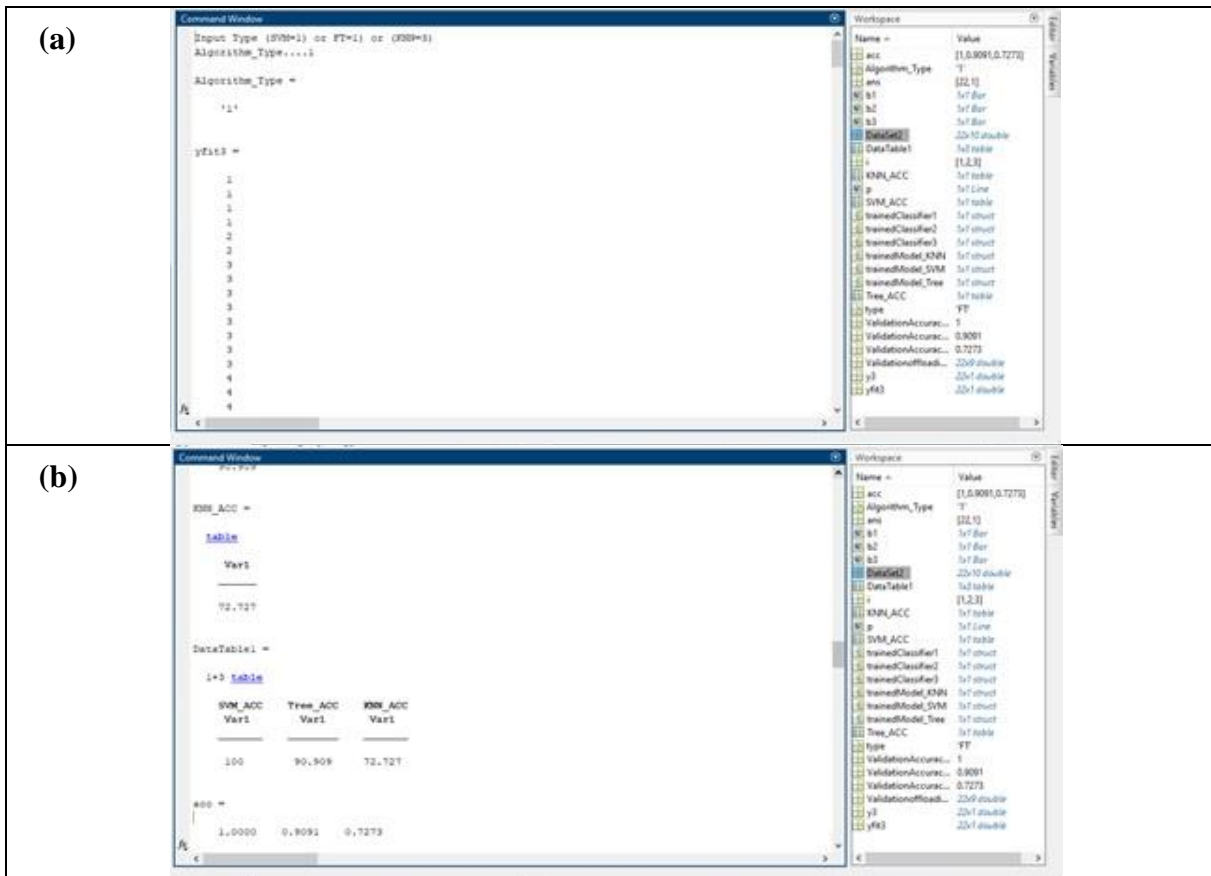 (a)
Command Window
Input Type (SVM=1) or FT=1) or (KNN=3)
Algorithm_Type....1
Algorithm_Type =
'1'
yfit3 =
1
1
1
1
2
2
3
3
3
3
3
3
3
3
4
4
4
fx
Workspace
Name Value
acc [1,0.9091,0.7273]
Algorithm_Type '1'
ans [22,1]
b1 1x1 Bar
b2 1x1 Bar
b3 1x1 Bar
DataSet2 22x10 double
DataTable1 1x3 table
i [1,2,3]
KNN_ACC 1x1 table
p 1x1 Line
SVM_ACC 1x1 table
trainedClassifier1 1x1 struct
trainedClassifier2 1x1 struct
trainedClassifier3 1x1 struct
trainedModel_KNN 1x1 struct
trainedModel_SVM 1x1 struct
trainedModel_Tree 1x1 struct
Tree_ACC 1x1 table
type 'FT'
ValidationAccurac... 1
ValidationAccurac... 0.9091
ValidationAccurac... 0.7273
Validationoffloadi... 22x9 double
y3 22x1 double
yfit3 22x1 double
Editor
Variables
(b)
Command Window
90.909
KNN_ACC =
table
Var1
72.727
DataTable1 =
1×3 table
SVM_ACC Tree_ACC KNN_ACC
Var1 Var1 Var1
100 90.909 72.727
acc =
1.0000 0.9091 0.7273
fx
Workspace
Name Value
acc [1,0.9091,0.7273]
Algorithm_Type '1'
ans [22,1]
b1 1x1 Bar
b2 1x1 Bar
b3 1x1 Bar
DataSet2 22x10 double
DataTable1 1x3 table
i [1,2,3]
KNN_ACC 1x1 table
p 1x1 Line
SVM_ACC 1x1 table
trainedClassifier1 1x1 struct
trainedClassifier2 1x1 struct
trainedClassifier3 1x1 struct
trainedModel_KNN 1x1 struct
trainedModel_SVM 1x1 struct
trainedModel_Tree 1x1 struct
Tree_ACC 1x1 table
type 'FT'
ValidationAccurac... 1
ValidationAccurac... 0.9091
ValidationAccurac... 0.7273
Validationoffloadi... 22x9 double
y3 22x1 double
yfit3 22x1 double
Editor
Variables